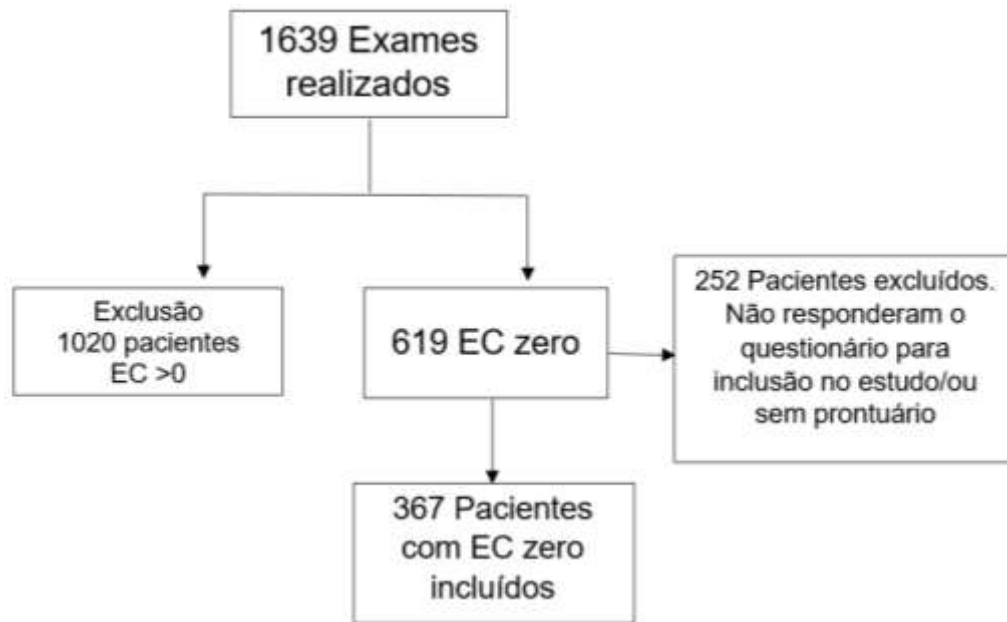 1639 Exames
realizados
Exclusão
1020 pacientes
EC >0
619 EC zero
252 Pacientes excluídos.
Não responderam o
questionário para
inclusão no estudo/ou
sem prontuário
367 Pacientes
com EC zero
incluídos